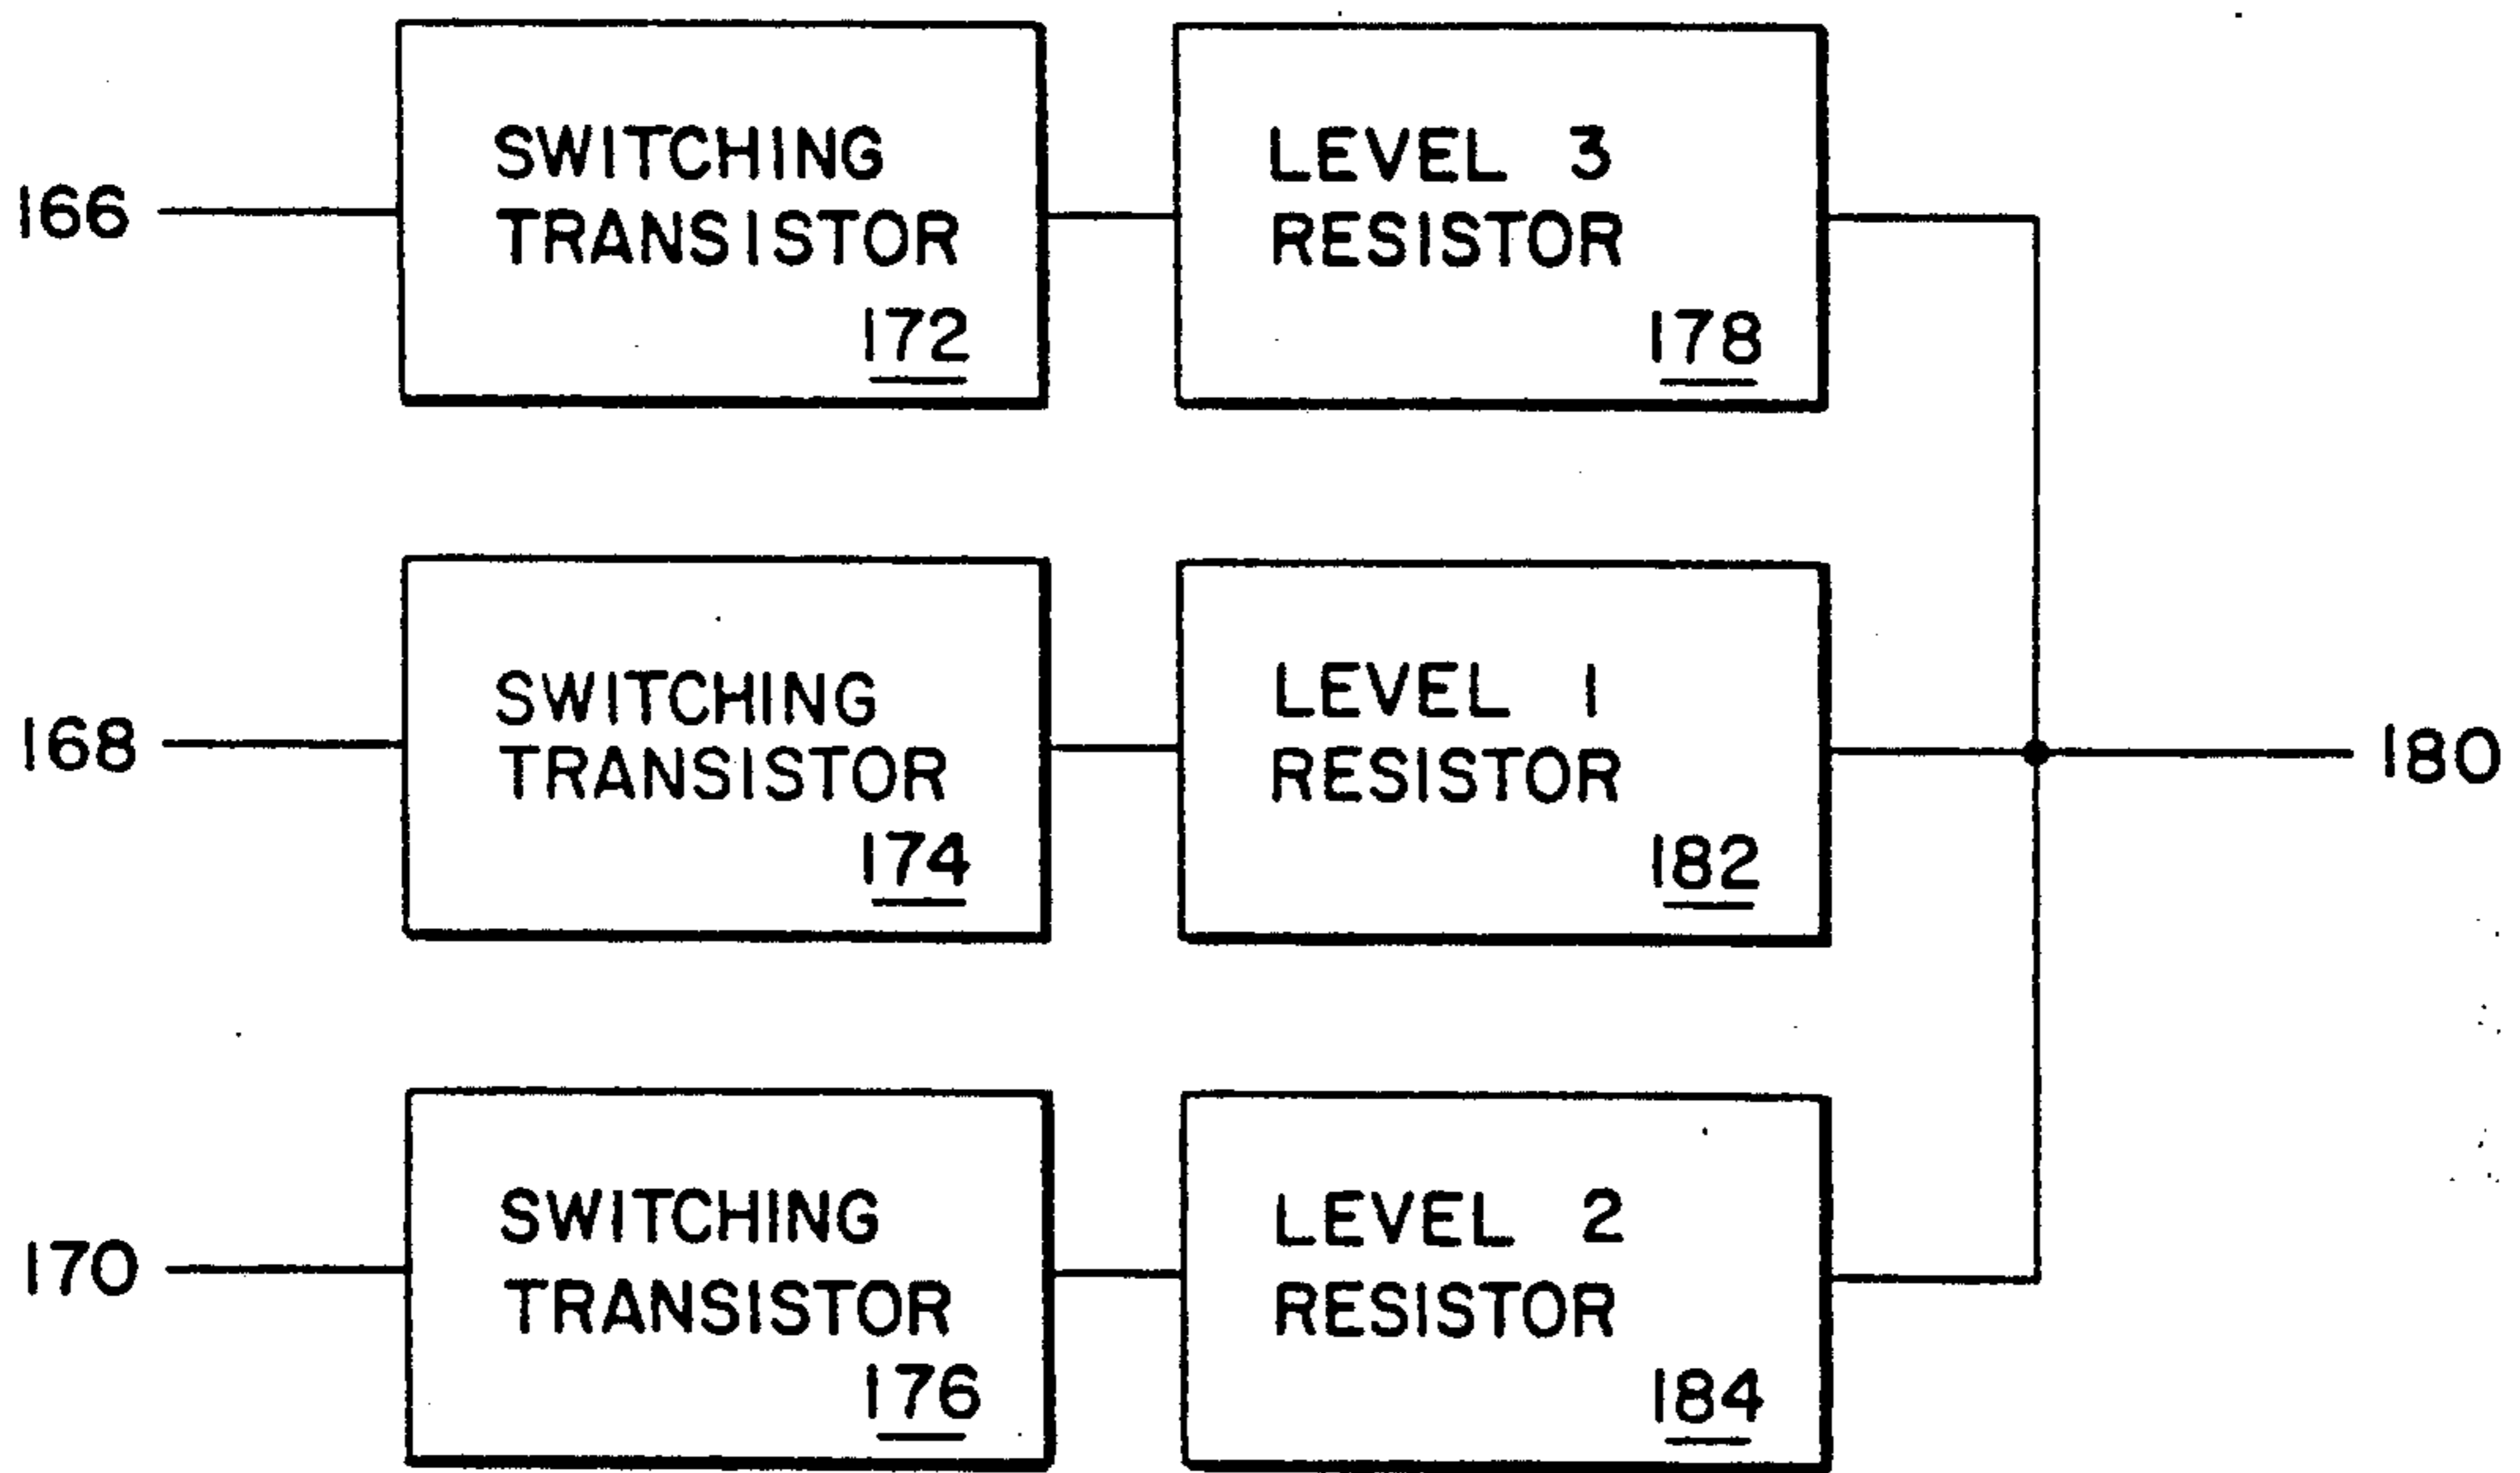 166
SWITCHING
TRANSISTOR
172
LEVEL 3
RESISTOR
178
168
SWITCHING
TRANSISTOR
174
LEVEL 1
RESISTOR
182
180
170
SWITCHING
TRANSISTOR
176
LEVEL 2
RESISTOR
184